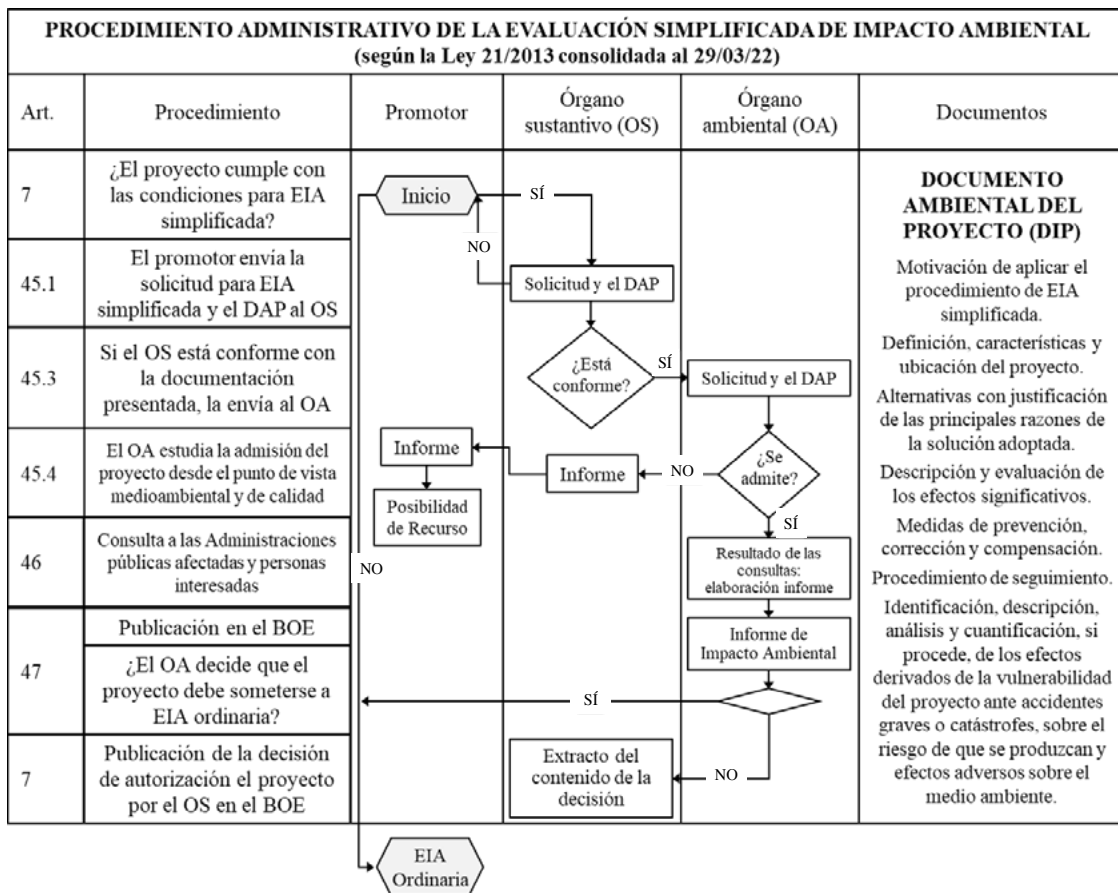 PROCEDIMIENTO ADMINISTRATIVO DE LA EVALUACIÓN SIMPLIFICADA DE IMPACTO AMBIENTAL
(según la Ley 21/2013 consolidada al 29/03/22)
Art.
Procedimiento
Promotor
Órgano
sustantivo (OS)
Órgano
ambiental (OA)
Documentos
7
¿El proyecto cumple con
las condiciones para EIA
simplificada?
Inicio
SÍ
NO
45.1
El promotor envía la
solicitud para EIA
simplificada y el DAP al OS
Solicitud y el DAP
45.3
Si el OS está conforme con
la documentación
presentada, la envía al OA
¿Está
conforme?
SÍ
Solicitud y el DAP
45.4
El OA estudia la admisión del
proyecto desde el punto de vista
medioambiental y de calidad
Informe
Posibilidad
de Recurso
Informe
NO
¿Se
admite?
SÍ
46
Consulta a las Administraciones
públicas afectadas y personas
interesadas
NO
Resultado de las
consultas:
elaboración informe
47
Publicación en el BOE
¿El OA decide que el
proyecto debe someterse a
EIA ordinaria?
Informe de
Impacto Ambiental
SÍ
7
Publicación de la decisión
de autorización el proyecto
por el OS en el BOE
Extracto del
contenido de la
decisión
NO
EIA
Ordinaria
DOCUMENTO
AMBIENTAL DEL
PROYECTO (DIP)
Motivación de aplicar el
procedimiento de EIA
simplificada.
Definición, características y
ubicación del proyecto.
Alternativas con justificación
de las principales razones de
la solución adoptada.
Descripción y evaluación de
los efectos significativos.
Medidas de prevención,
corrección y compensación.
Procedimiento de seguimiento.
Identificación, descripción,
análisis y cuantificación, si
procede, de los efectos
derivados de la vulnerabilidad
del proyecto ante accidentes
graves o catástrofes, sobre el
riesgo de que se produzcan y
efectos adversos sobre el
medio ambiente.